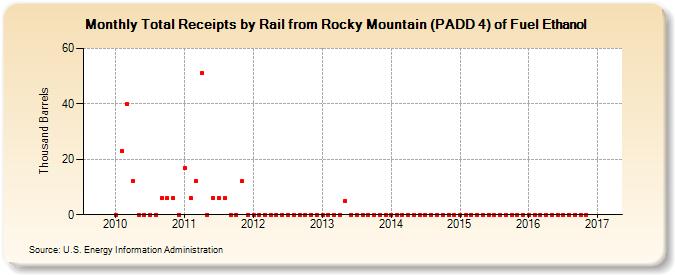 Monthly Total Receipts by Rail from Rocky Mountain (PADD 4) of Fuel Ethanol
Thousand Barrels
60
40
20
0
2010 2011 2012 2013 2014 2015 2016 2017
Source: U.S. Energy Information Administration